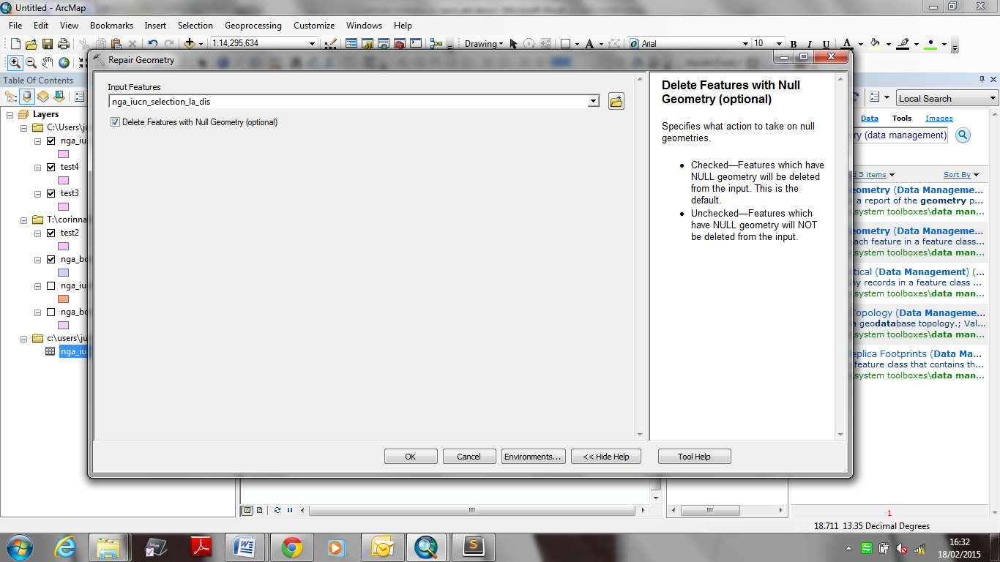 Untitled - ArcMap
File Edit View Bookmarks Insert Selection Geoprocessing Customize Windows Help
1:14,295,634
Drawing
Arial
10
B I U A
Repair Geometry
Table Of Contents
Layers
C:\Users\ju
nga_iu
test4
test3
T:\corinna
test2
nga_bo
nga_iu
nga_bo
c:\users\ju
nga_iu
Input Features
nga_iucn_selection_la_dis
Delete Features with Null Geometry (optional)
OK
Cancel
Environments...
<< Hide Help
Tool Help
Delete Features with Null
Geometry (optional)
Specifies what action to take on null
geometries.
• Checked—Features which have
NULL geometry will be deleted
from the input. This is the
default.
• Unchecked—Features which
have NULL geometry will NOT
be deleted from the input.
Local Search
Data Tools Images
ry (data management)
d 5 items
Sort By
ometry (Data Manageme...
a report of the geometry p...
system toolboxes\data man...
ometry (Data Manageme...
ach feature in a feature class...
system toolboxes\data man...
tical (Data Management) (...
ny records in a feature class ...
system toolboxes\data man...
Topology (Data Manageme...
a geodatabase topology.; Val...
system toolboxes\data man...
eplica Footprints (Data Ma...
feature class that contains th...
system toolboxes\data man...
1
18.711 13.35 Decimal Degrees
16:32
18/02/2015